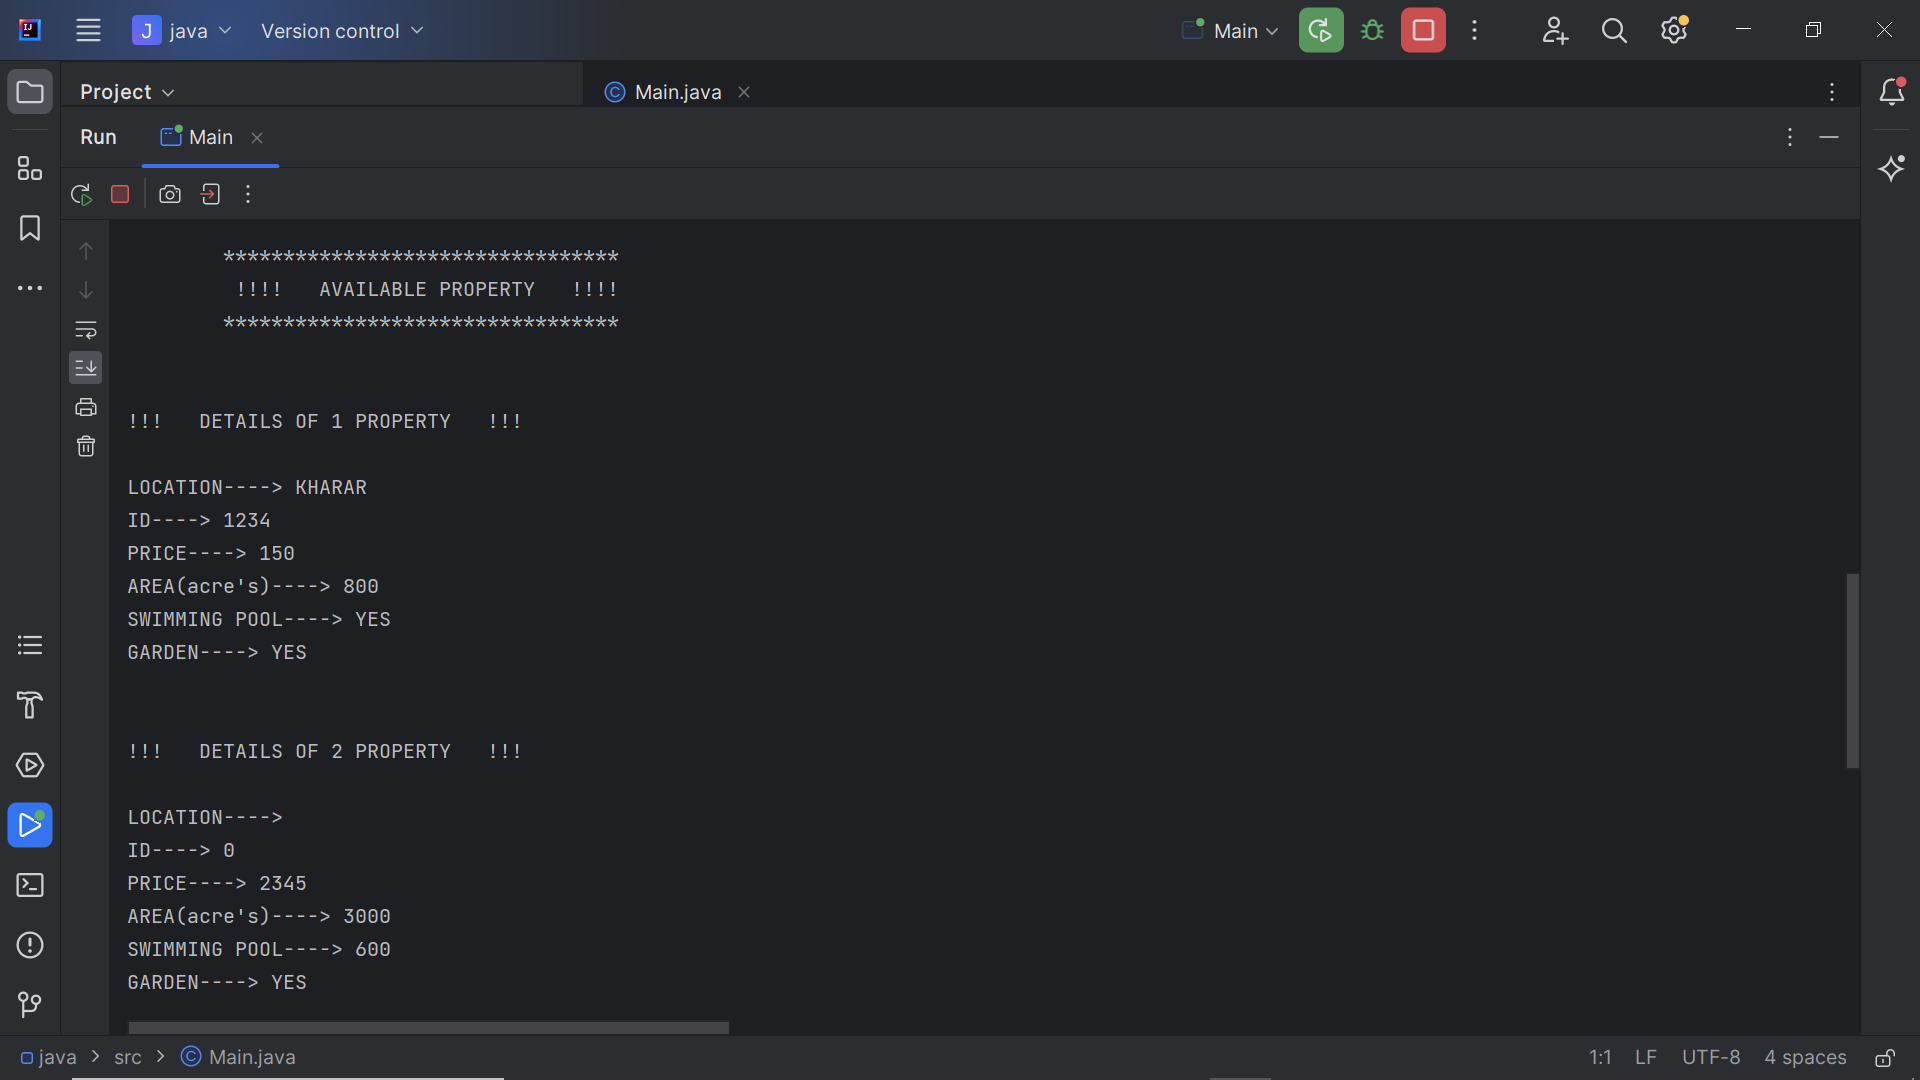 J java Version control Main
Project Main.java
Run Main
*********************************
!!!!   AVAILABLE PROPERTY   !!!!
*********************************
!!!   DETAILS OF 1 PROPERTY   !!!
LOCATION----> KHARAR
ID----> 1234
PRICE----> 150
AREA(acre's)----> 800
SWIMMING POOL----> YES
GARDEN----> YES
!!!   DETAILS OF 2 PROPERTY   !!!
LOCATION---->
ID----> 0
PRICE----> 2345
AREA(acre's)----> 3000
SWIMMING POOL----> 600
GARDEN----> YES
java > src > Main.java 1:1 LF UTF-8 4 spaces